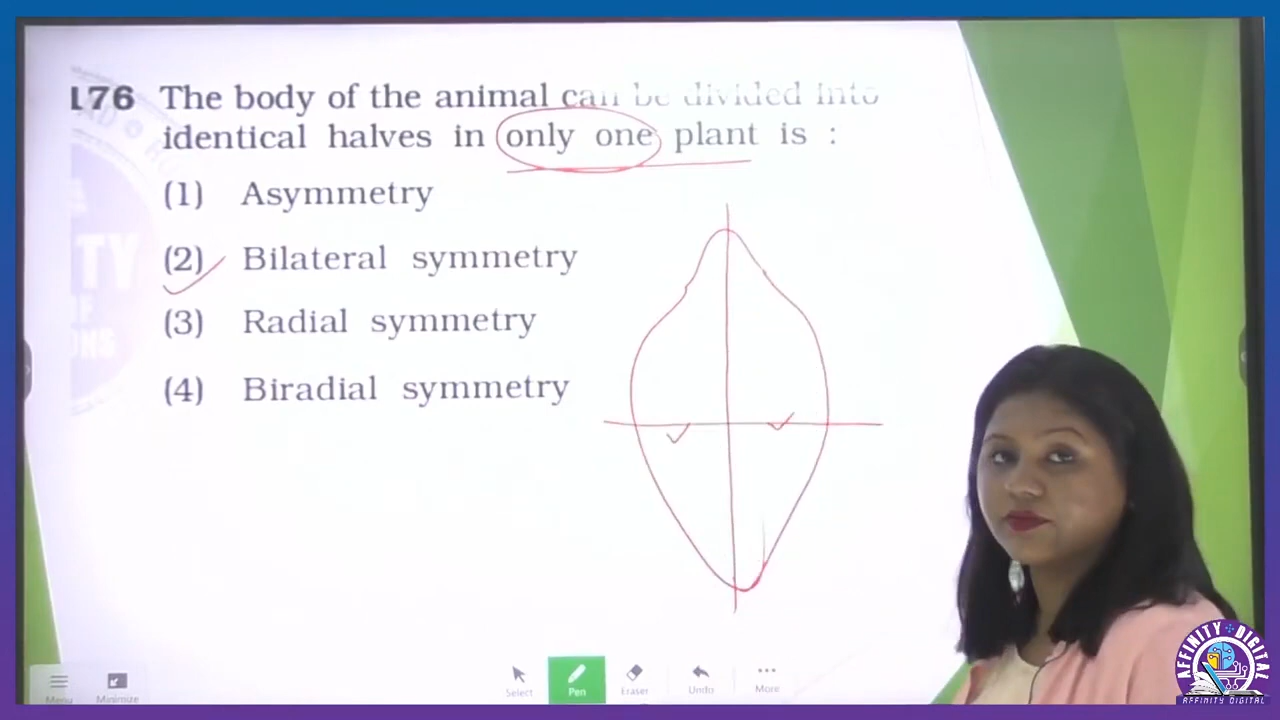 176 The body of the animal can be divided into
identical halves in only one plant is :
(1) Asymmetry
(2) Bilateral symmetry
(3) Radial symmetry
(4) Biradial symmetry
Menu
Minimize
Select
Pen
Eraser
Undo
More
AFFINITY DIGITAL
AFFINITY DIGITAL